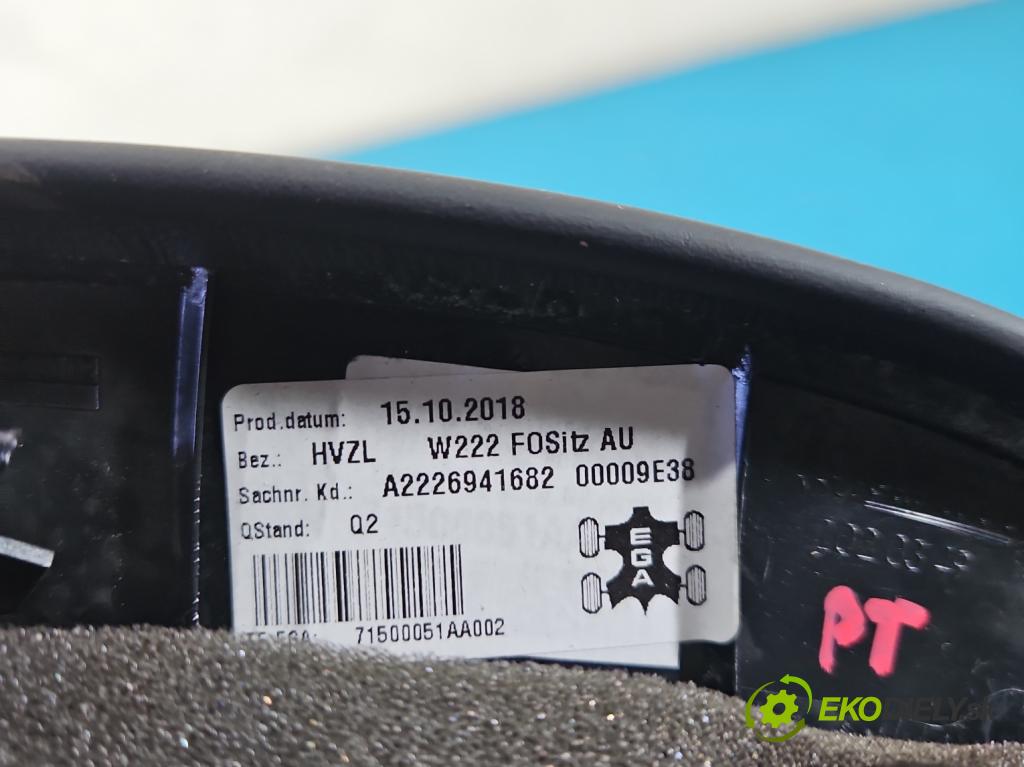 Prod.datum: 15.10.2018
Bez.: HVZL W222 FOSitz AU
Sachnr. Kd.: A2226941682 00009E38
QStand: Q2
EGA
71500051AA002
PT
EKODIELY.sk